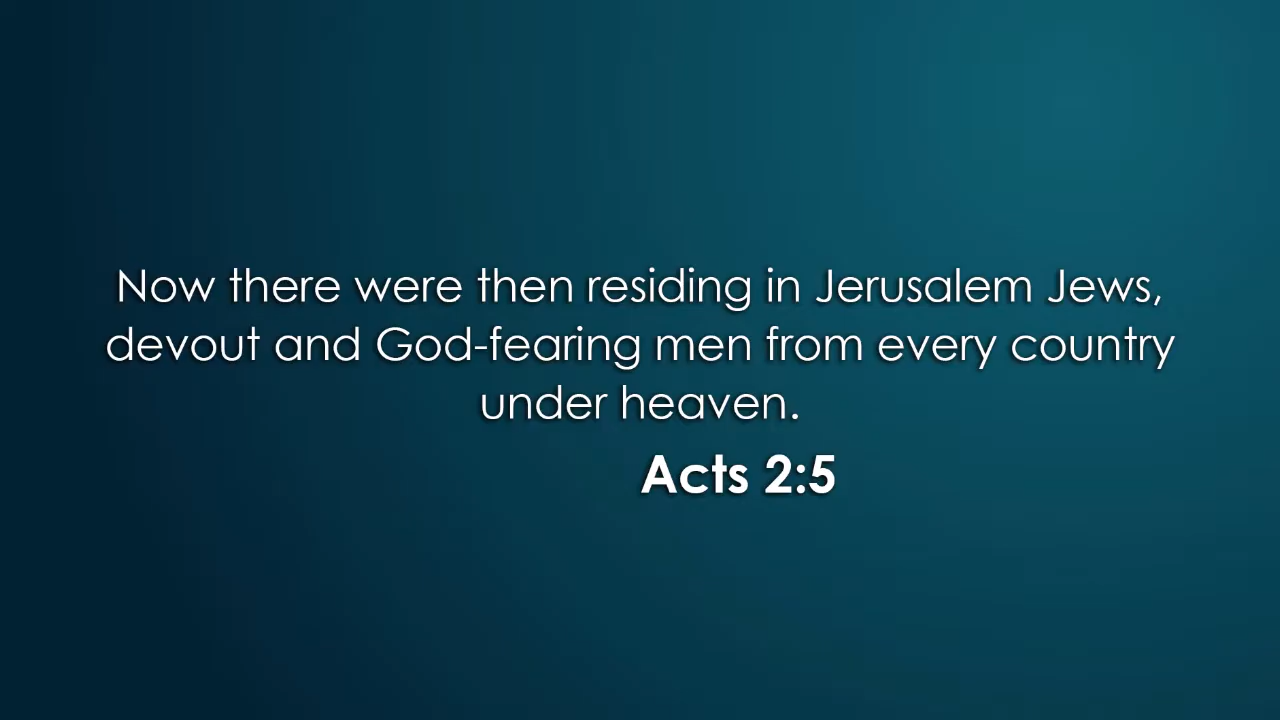 Now there were then residing in Jerusalem Jews,
devout and God-fearing men from every country
under heaven.
Acts 2:5